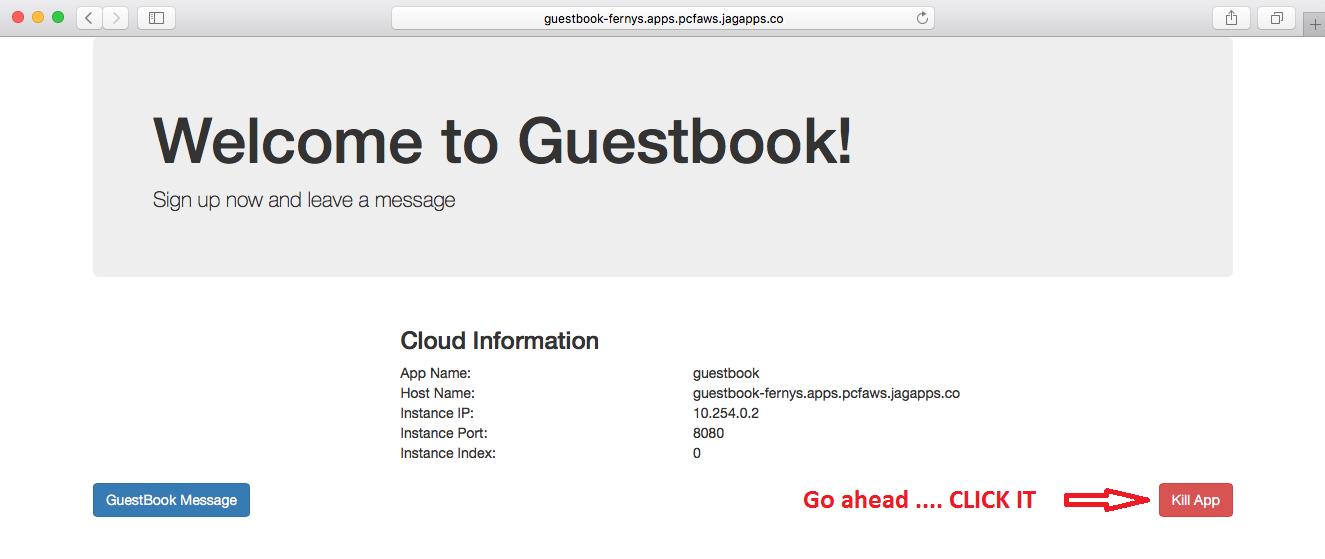 guestbook-fernys.apps.pcfaws.jagapps.co
Welcome to Guestbook!
Sign up now and leave a message
Cloud Information
App Name: guestbook
Host Name: guestbook-fernys.apps.pcfaws.jagapps.co
Instance IP: 10.254.0.2
Instance Port: 8080
Instance Index: 0
GuestBook Message Go ahead .... CLICK IT Kill App